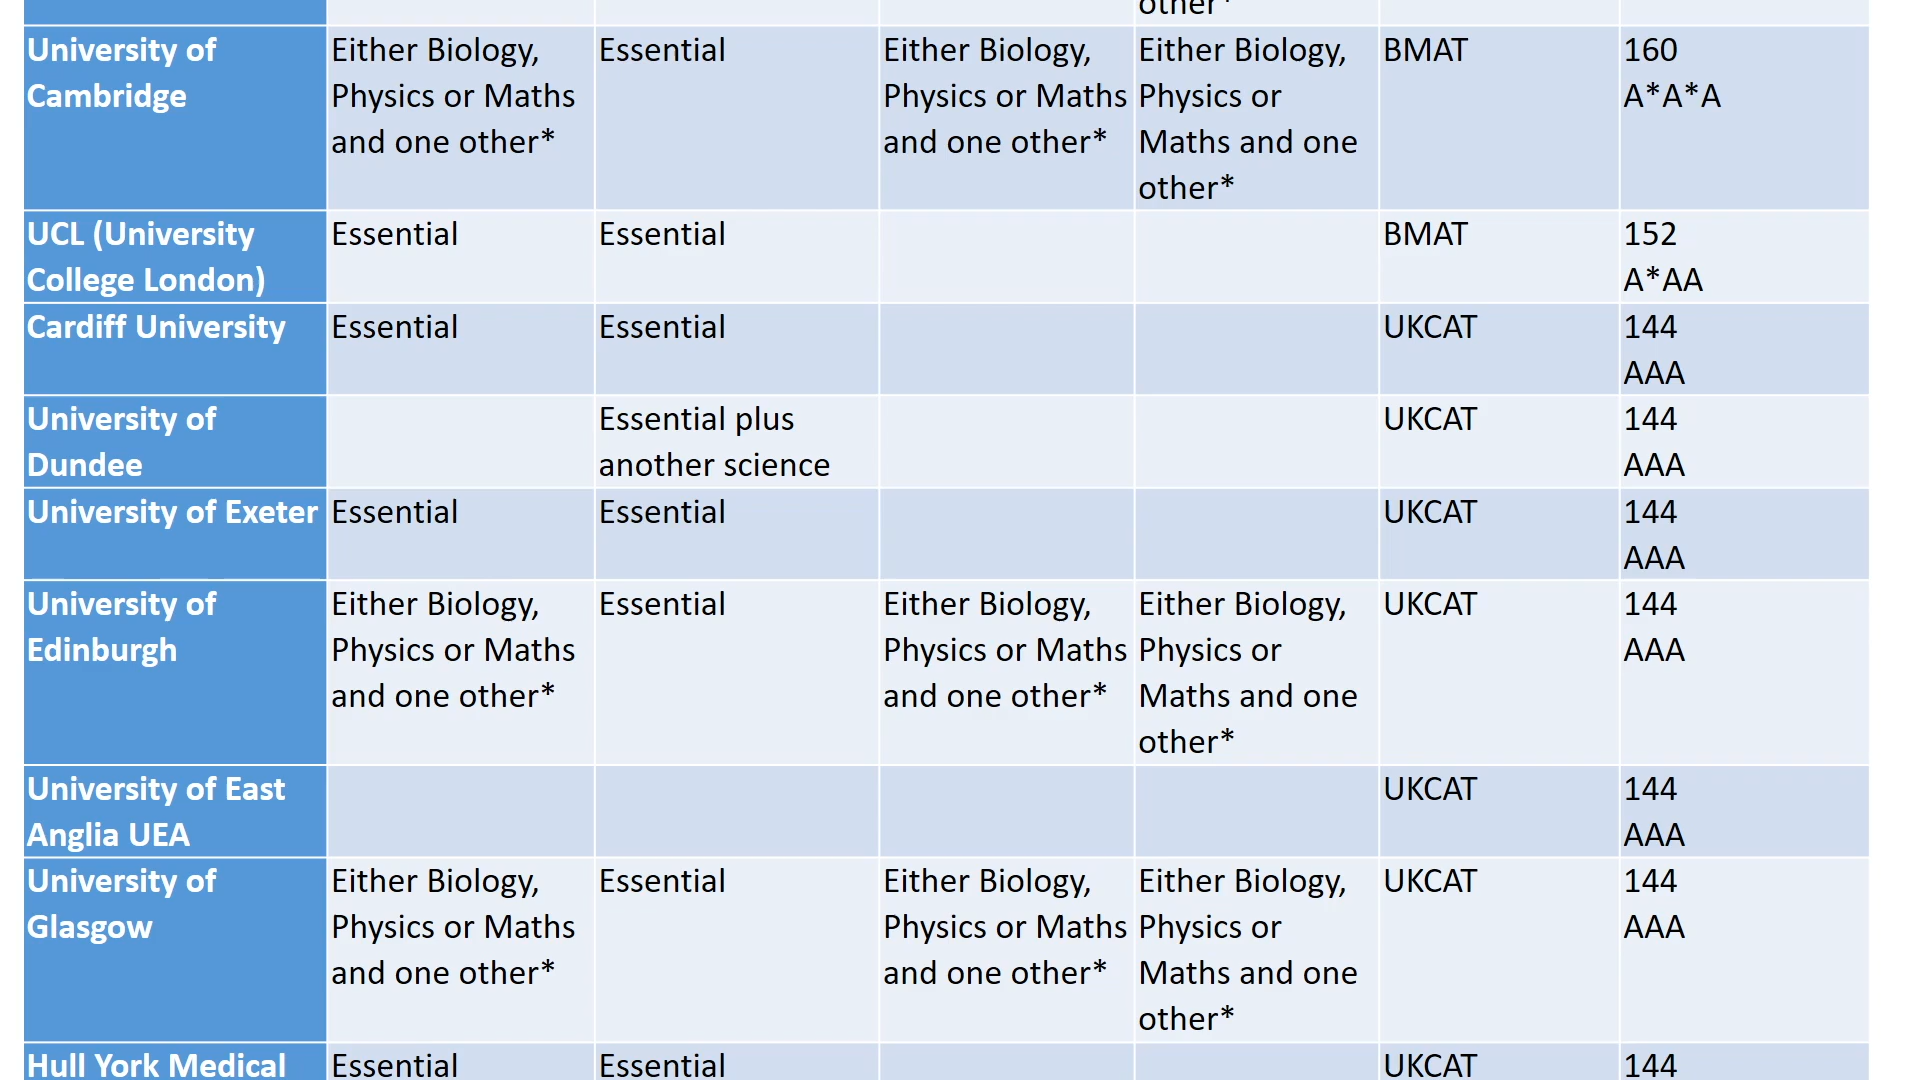 other*
University of Cambridge
Either Biology, Physics or Maths and one other*
Essential
Either Biology, Physics or Maths and one other*
Either Biology, Physics or Maths and one other*
BMAT
160
A*A*A
UCL (University College London)
Essential
Essential
BMAT
152
A*AA
Cardiff University
Essential
Essential
UKCAT
144
AAA
University of Dundee
Essential plus another science
UKCAT
144
AAA
University of Exeter
Essential
Essential
UKCAT
144
AAA
University of Edinburgh
Either Biology, Physics or Maths and one other*
Essential
Either Biology, Physics or Maths and one other*
Either Biology, Physics or Maths and one other*
UKCAT
144
AAA
University of East Anglia UEA
UKCAT
144
AAA
University of Glasgow
Either Biology, Physics or Maths and one other*
Essential
Either Biology, Physics or Maths and one other*
Either Biology, Physics or Maths and one other*
UKCAT
144
AAA
Hull York Medical
Essential
Essential
UKCAT
144